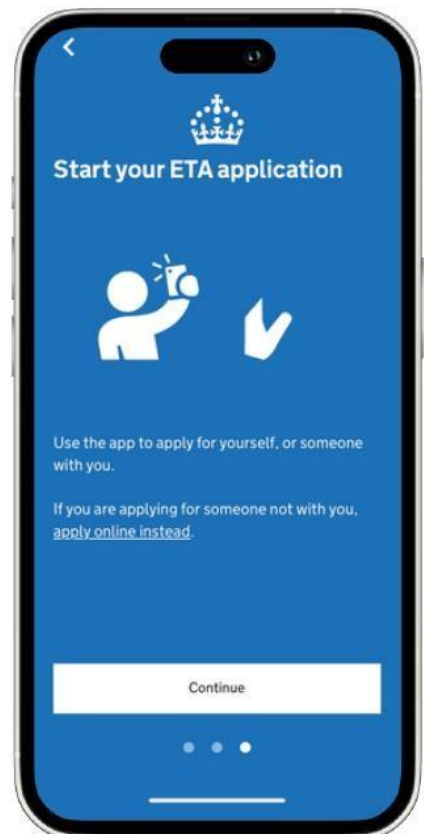 Start your ETA application
Use the app to apply for yourself, or someone
with you.
If you are applying for someone not with you,
apply online instead.
Continue